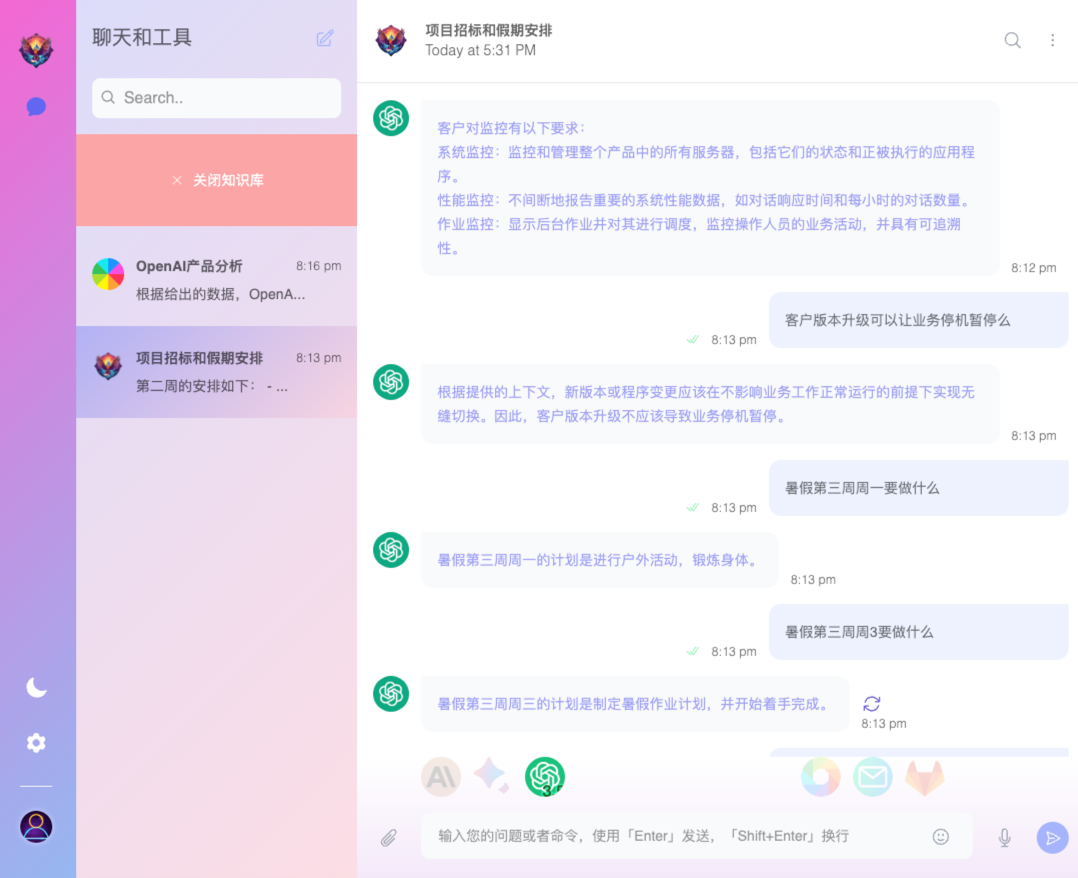 聊天和工具
Search..
关闭知识库
OpenAI产品分析 8:16 pm
根据给出的数据，OpenA...
项目招标和假期安排 8:13 pm
第二周的安排如下： - ...
项目招标和假期安排
Today at 5:31 PM
客户对监控有以下要求：
系统监控：监控和管理整个产品中的所有服务器，包括它们的状态和正被执行的应用程
序。
性能监控：不间断地报告重要的系统性能数据，如对话响应时间和每小时的对话数量。
作业监控：显示后台作业并对其进行调度，监控操作人员的业务活动，并具有可追溯
性。
8:12 pm
客户版本升级可以让业务停机暂停么
8:13 pm
根据提供的上下文，新版本或程序变更应该在不影响业务工作正常运行的前提下实现无
缝切换。因此，客户版本升级不应该导致业务停机暂停。
8:13 pm
暑假第三周周一要做什么
8:13 pm
暑假第三周周一的计划是进行户外活动，锻炼身体。
8:13 pm
暑假第三周周3要做什么
8:13 pm
暑假第三周周三的计划是制定暑假作业计划，并开始着手完成。
8:13 pm
AI
3.5
输入您的问题或者命令，使用「Enter」发送，「Shift+Enter」换行